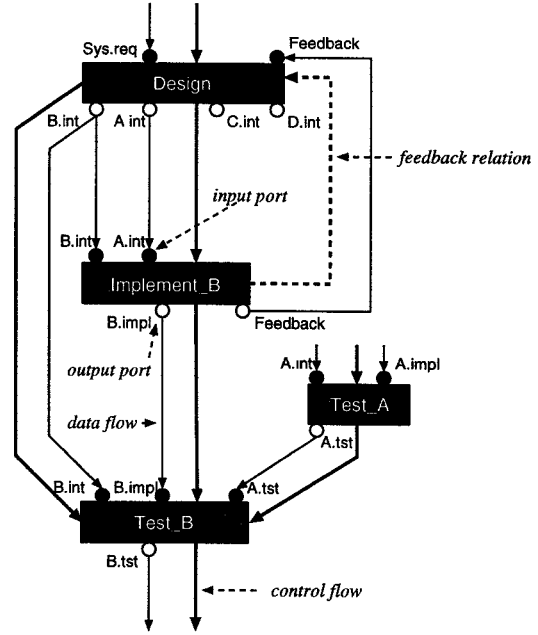 Sys.req
Feedback
Design
B.int
A int
C.int
D.int
feedback relation
input port
B.int
A.int
Implement_B
B.impl
Feedback
output port
A.int
A.impl
Test_A
data flow
A.tst
B.int
B.impl
A.tst
Test_B
B.tst
control flow